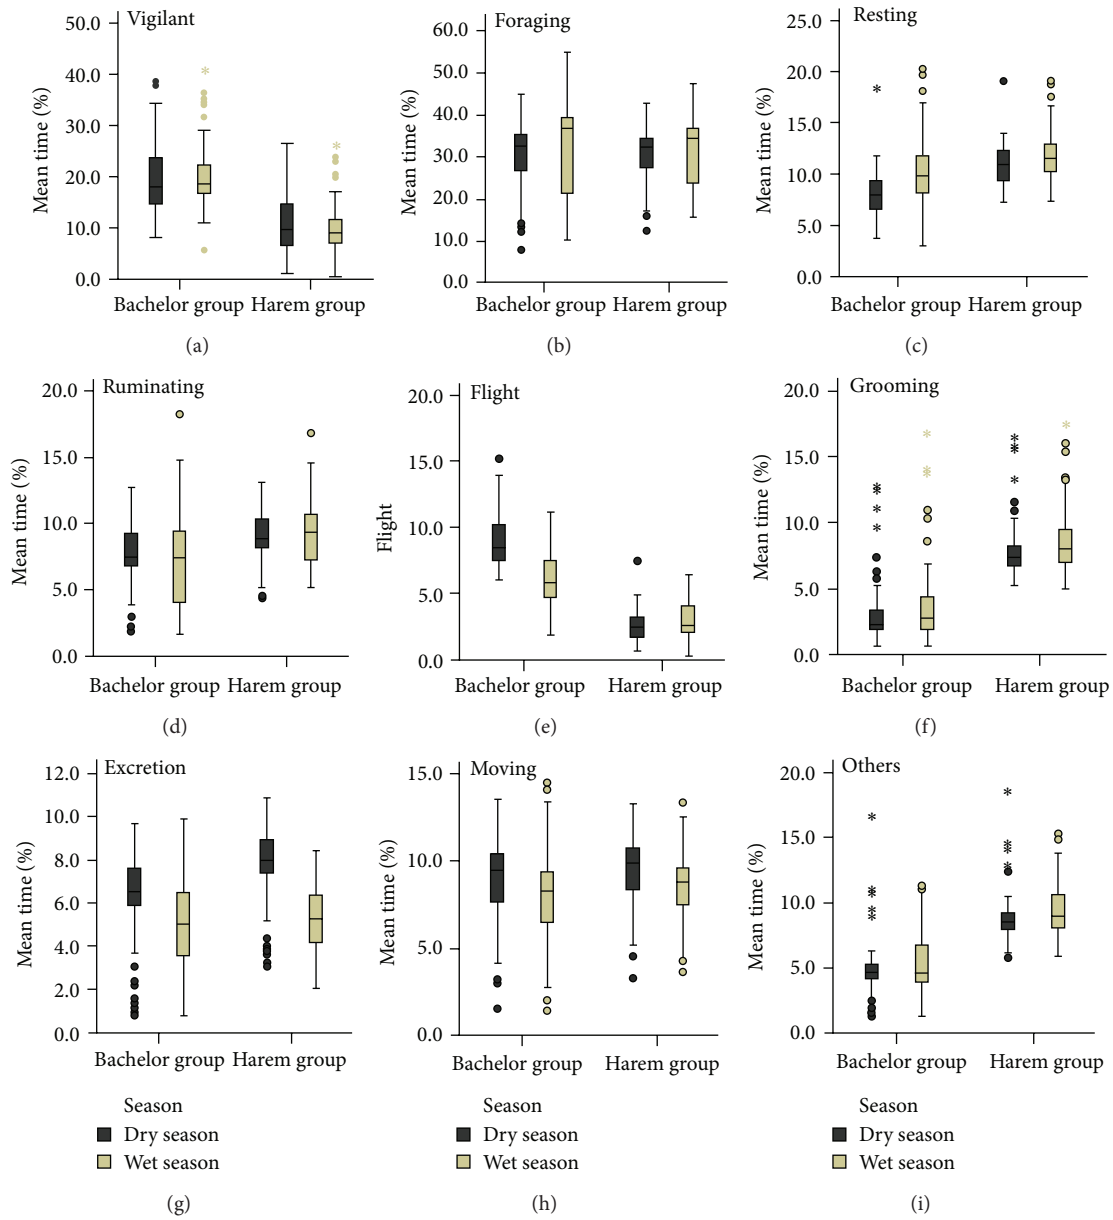 Vigilant
Mean time (%)
50.0
40.0
30.0
20.0
10.0
0.0
Bachelor group Harem group
(a)
Foraging
Mean time (%)
60.0
50.0
40.0
30.0
20.0
10.0
0.0
Bachelor group Harem group
(b)
Resting
Mean time (%)
25.0
20.0
15.0
10.0
5.0
0.0
Bachelor group Harem group
(c)
Ruminating
Mean time (%)
20.0
15.0
10.0
5.0
0.0
Bachelor group Harem group
(d)
Flight
Flight
20.0
15.0
10.0
5.0
0.0
Bachelor group Harem group
(e)
Grooming
Mean time (%)
20.0
15.0
10.0
5.0
0.0
Bachelor group Harem group
(f)
Excretion
Mean time (%)
12.0
10.0
8.0
6.0
4.0
2.0
0.0
Bachelor group Harem group
Season
Dry season
Wet season
(g)
Moving
Mean time (%)
15.0
10.0
5.0
0.0
Bachelor group Harem group
Season
Dry season
Wet season
(h)
Others
Mean time (%)
20.0
15.0
10.0
5.0
0.0
Bachelor group Harem group
Season
Dry season
Wet season
(i)